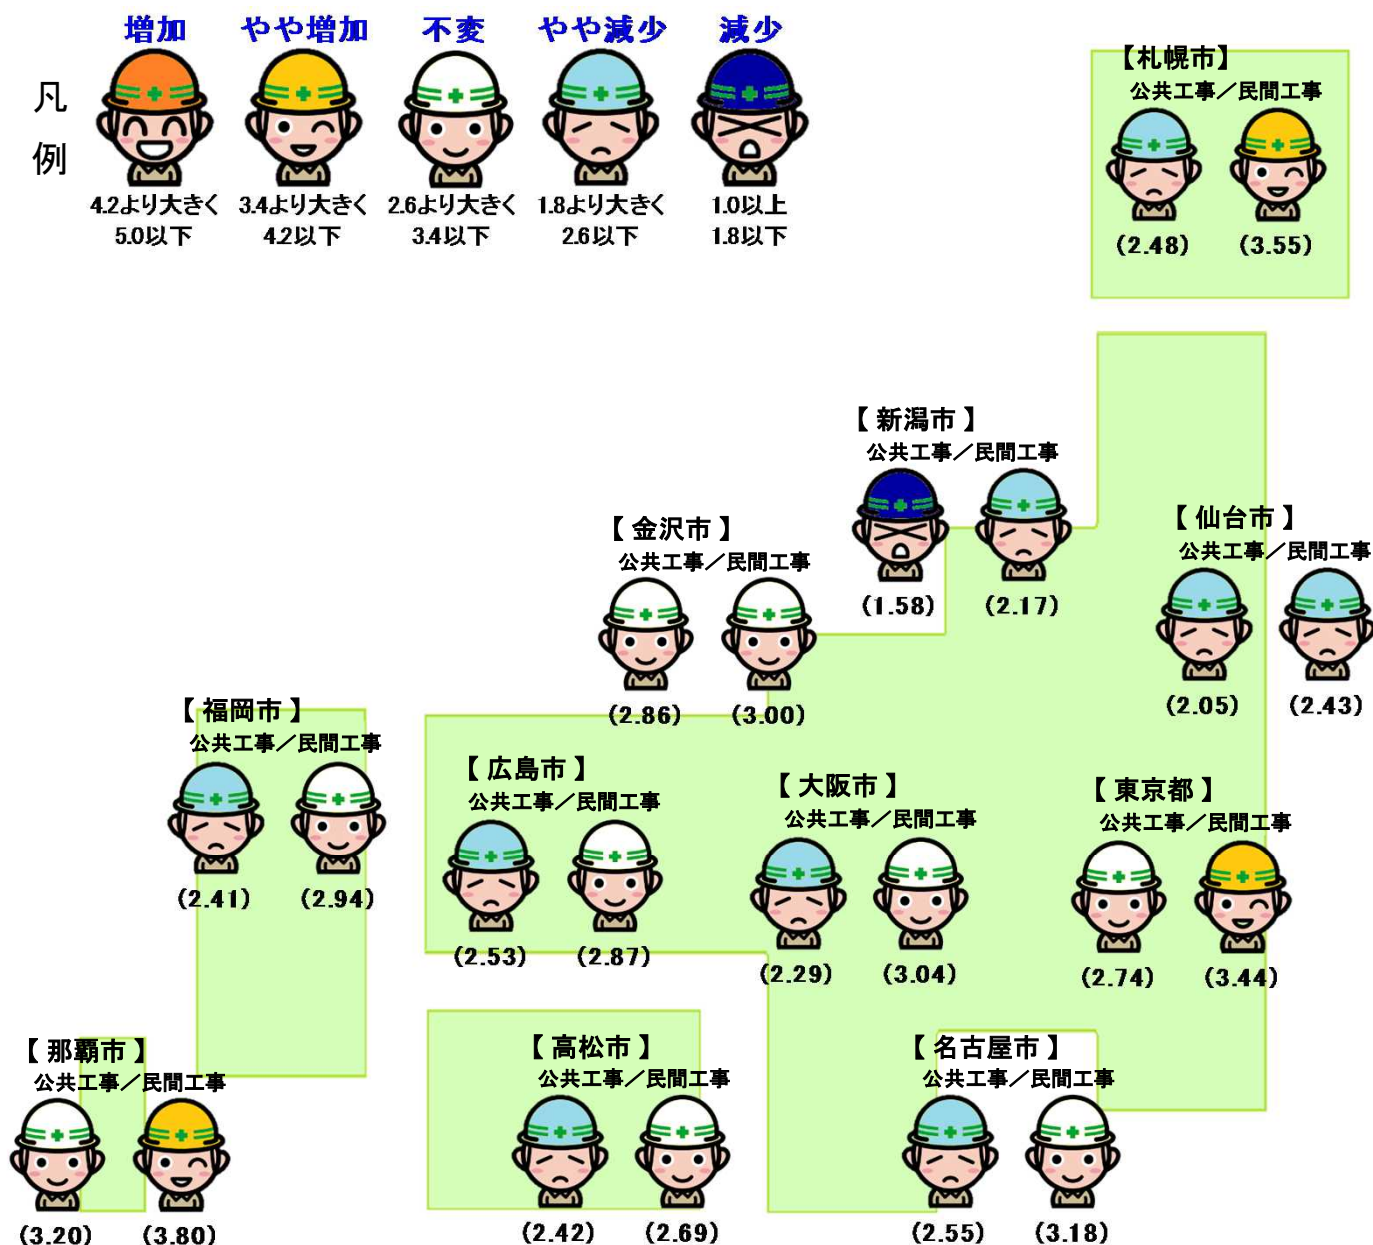 凡例
増加 やや増加 不変 やや減少 減少
4.2より大きく 3.4より大きく 2.6より大きく 1.8より大きく 1.0以上
5.0以下 4.2以下 3.4以下 2.6以下 1.8以下
【札幌市】
公共工事／民間工事
(2.48) (3.55)
【 新潟市 】
公共工事／民間工事
(1.58) (2.17)
【 仙台市 】
公共工事／民間工事
(2.05) (2.43)
【 金沢市 】
公共工事／民間工事
(2.86) (3.00)
【 福岡市 】
公共工事／民間工事
(2.41) (2.94)
【 広島市 】
公共工事／民間工事
(2.53) (2.87)
【 大阪市 】
公共工事／民間工事
(2.29) (3.04)
【 東京都 】
公共工事／民間工事
(2.74) (3.44)
【 那覇市 】
公共工事／民間工事
(3.20) (3.80)
【 高松市 】
公共工事／民間工事
(2.42) (2.69)
【 名古屋市 】
公共工事／民間工事
(2.55) (3.18)